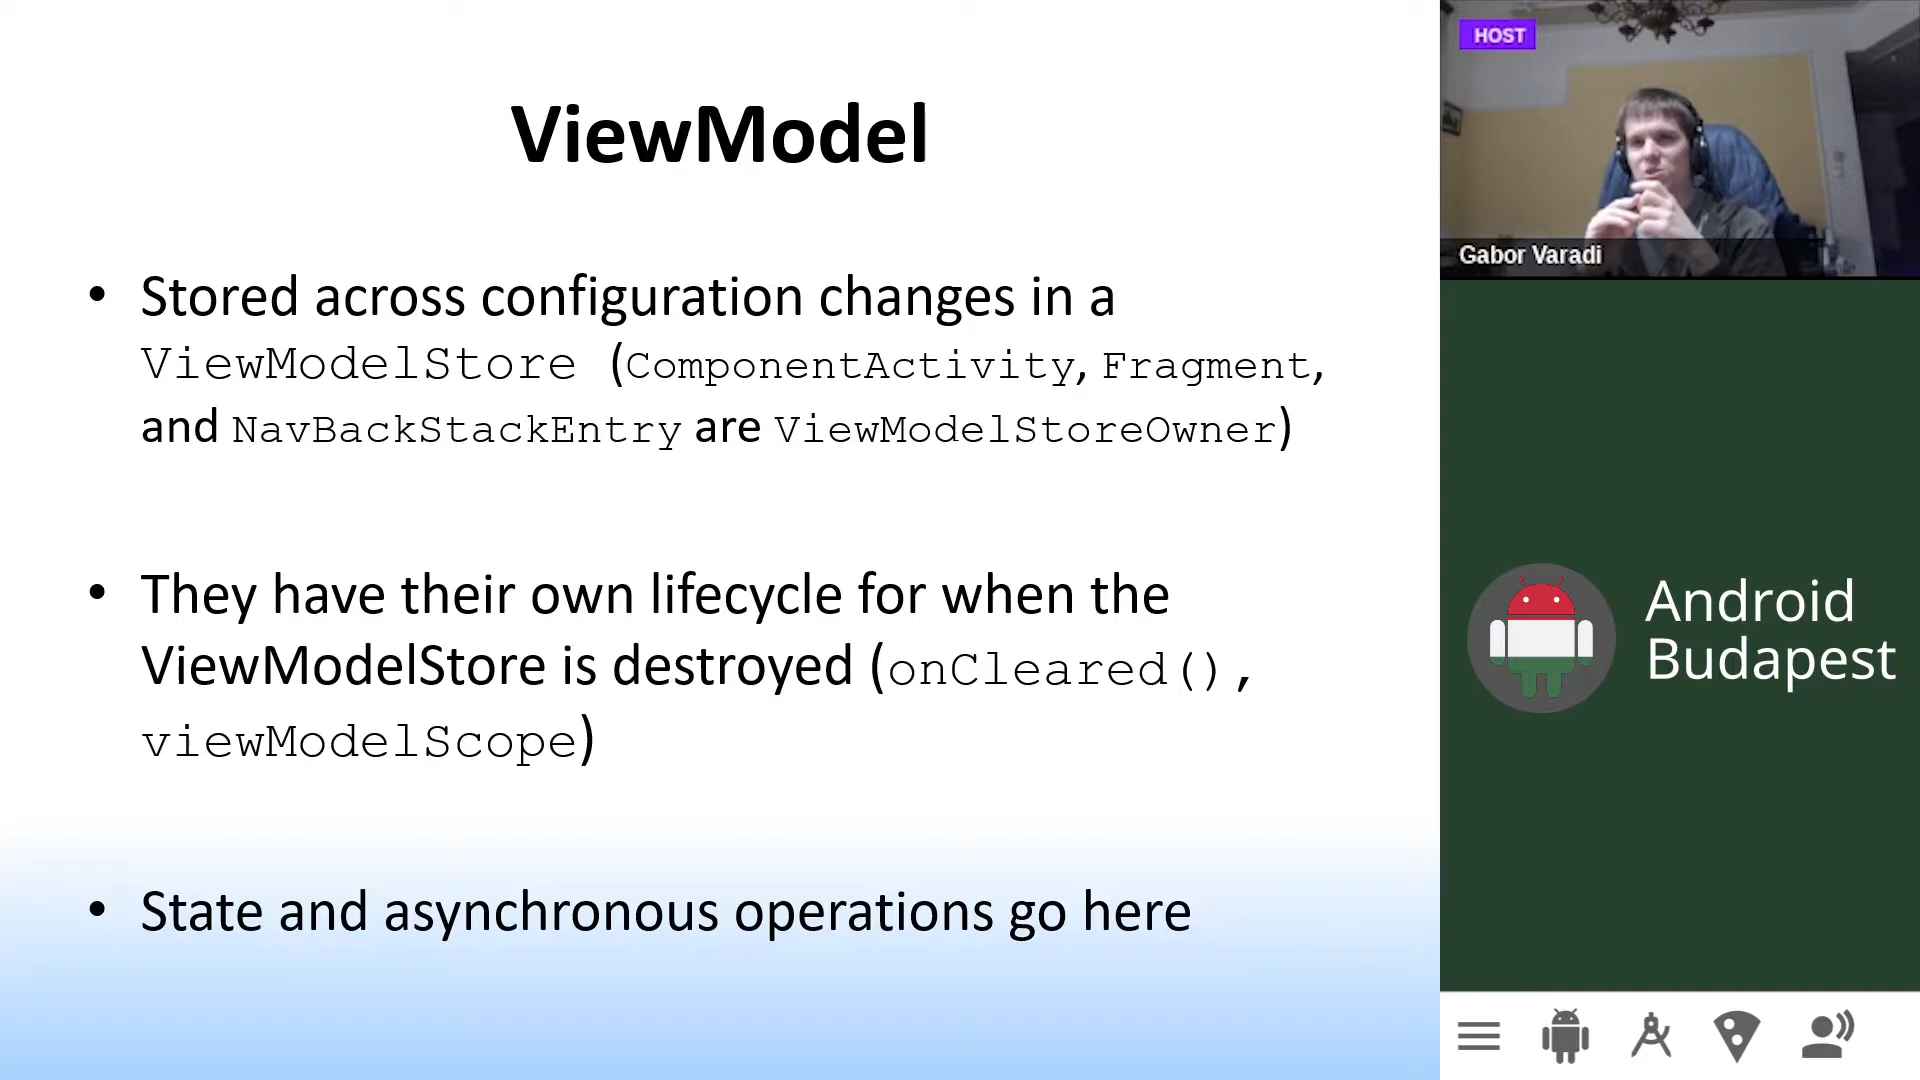 ViewModel
• Stored across configuration changes in a
ViewModelStore (ComponentActivity, Fragment,
and NavBackStackEntry are ViewModelStoreOwner)
• They have their own lifecycle for when the
ViewModelStore is destroyed (onCleared(),
viewModelScope)
• State and asynchronous operations go here
HOST
Gabor Varadi
Android
Budapest